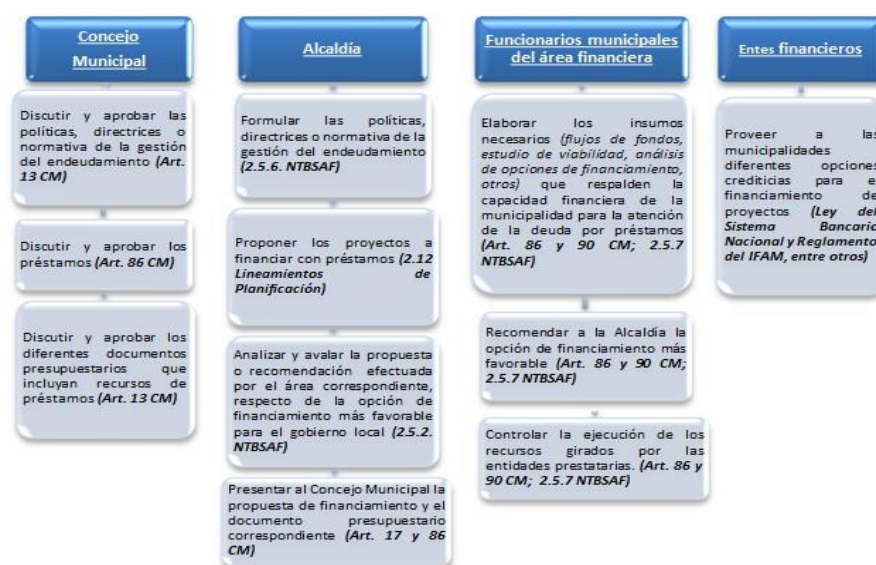 Concejo
Municipal
Discutir y aprobar las
políticas, directrices o
normativa de la gestión
del endeudamiento (Art.
13 CM)
Discutir y aprobar los
préstamos (Art. 86 CM)
Discutir y aprobar los
diferentes documentos
presupuestarios que
incluyan recursos de
préstamos (Art. 13 CM)
Alcaldía
Formular las políticas,
directrices o normativa de la
gestión del endeudamiento
(2.5.6. NTBSAF)
Proponer los proyectos a
financiar con préstamos (2.12
Lineamientos de
Planificación)
Analizar y avalar la propuesta
o recomendación efectuada
por el área correspondiente,
respecto de la opción de
financiamiento más favorable
para el gobierno local (2.5.2.
NTBSAF)
Presentar al Concejo Municipal la
propuesta de financiamiento y el
documento presupuestario
correspondiente (Art. 17 y 86
CM)
Funcionarios municipales
del área financiera
Elaborar los insumos
necesarios (flujos de fondos,
estudio de viabilidad, análisis
de opciones de financiamiento,
otros) que respalden la
capacidad financiera de
la municipalidad para la atención
de la deuda por préstamos
(Art. 86 y 90 CM; 2.5.7
NTBSAF)
Recomendar a la Alcaldía la
opción de financiamiento más
favorable (Art. 86 y 90 CM;
2.5.7 NTBSAF)
Controlar la ejecución de los
recursos girados por las
entidades prestatarias. (Art. 86 y
90 CM; 2.5.7 NTBSAF)
Entes financieros
Proveer a las
municipalidades
diferentes opciones
crediticias para e
financiamiento de
proyectos (Ley del
Sistema Bancario
Nacional y Reglamento
del IFAM, entre otros)